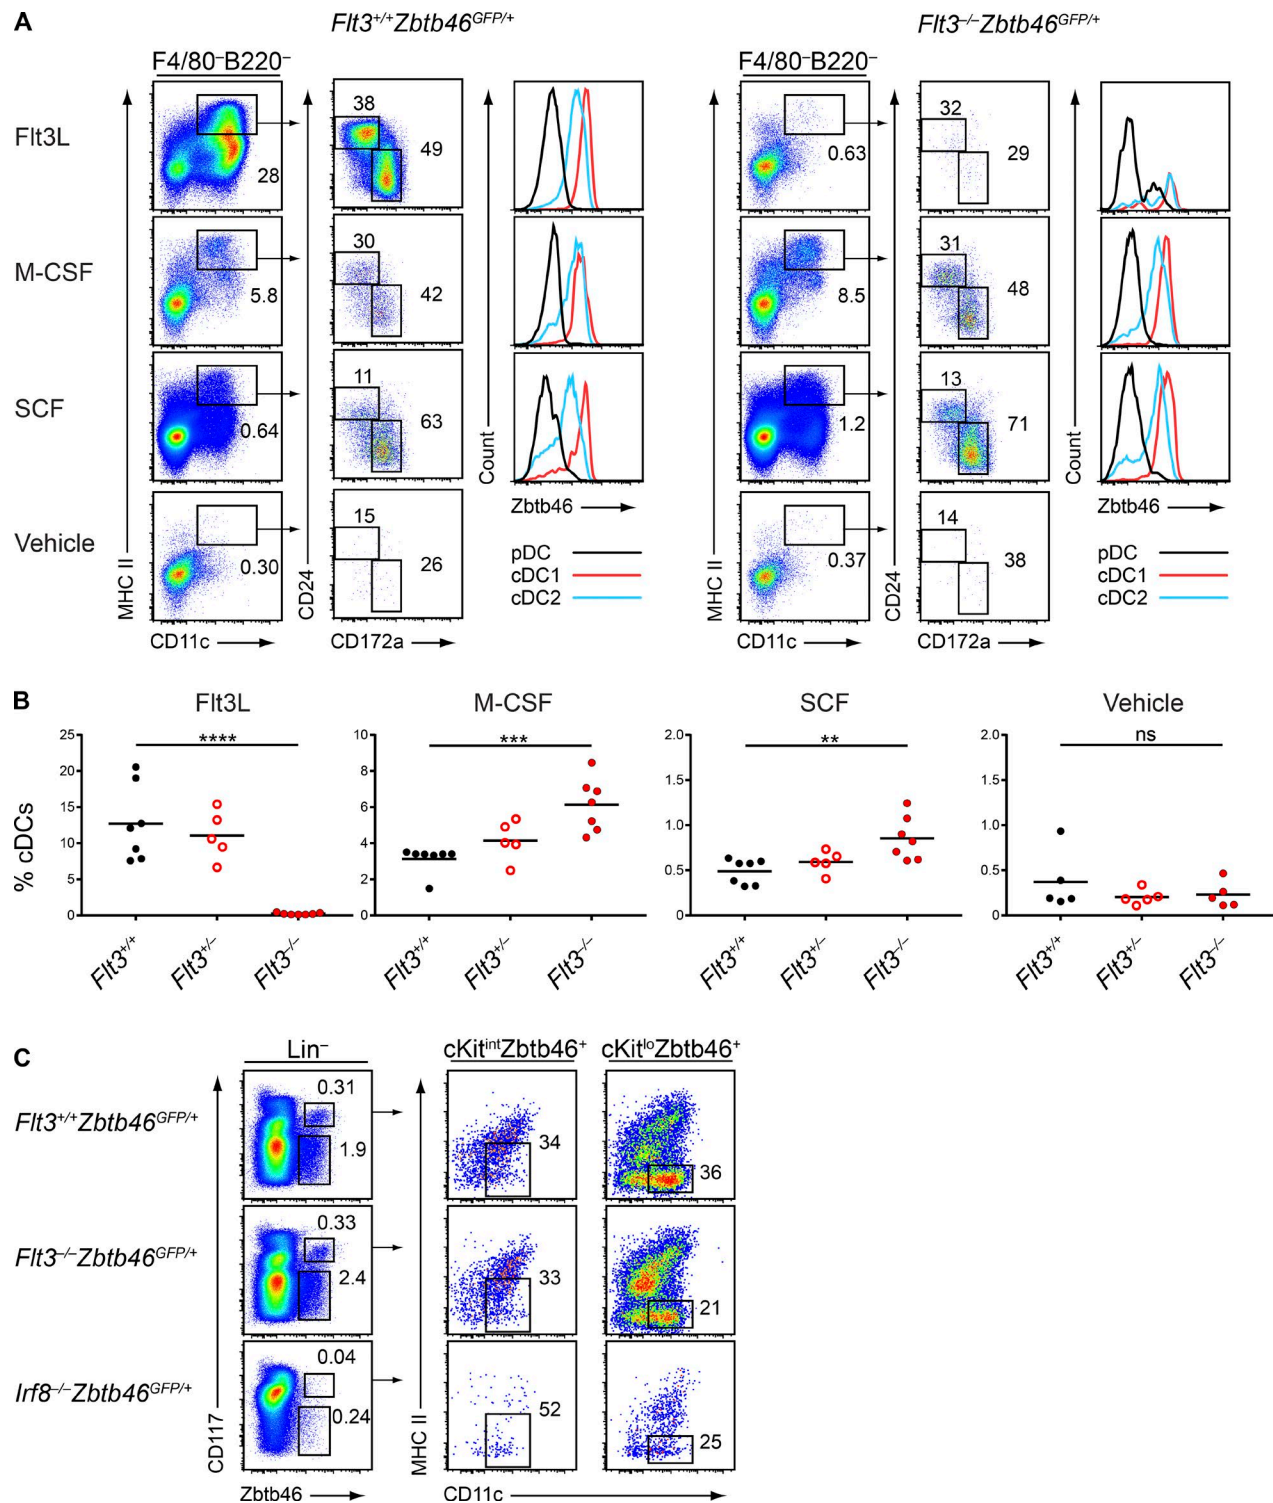 A
Flt3+/+Zbtb46GFP/+
Flt3–/–Zbtb46GFP/+
F4/80–B220–
F4/80–B220–
Flt3L
28
38
49
0.63
32
29
M-CSF
5.8
30
42
8.5
31
48
SCF
0.64
11
63
1.2
13
71
Vehicle
0.30
15
26
0.37
14
38
MHC II
CD24
Count
MHC II
CD24
Count
CD11c
CD172a
Zbtb46
CD11c
CD172a
Zbtb46
pDC
cDC1
cDC2
pDC
cDC1
cDC2
B
Flt3L
M-CSF
SCF
Vehicle
% cDCs
25
20
15
10
5
0
****
Flt3+/+
Flt3+/–
Flt3–/–
10
8
6
4
2
0
***
Flt3+/+
Flt3+/–
Flt3–/–
2.0
1.5
1.0
0.5
0
**
Flt3+/+
Flt3+/–
Flt3–/–
2.0
1.5
1.0
0.5
0
ns
Flt3+/+
Flt3+/–
Flt3–/–
C
Lin–
cKitintZbtb46+
cKitloZbtb46+
Flt3+/+Zbtb46GFP/+
0.31
1.9
34
36
Flt3–/–Zbtb46GFP/+
0.33
2.4
33
21
Irf8–/–Zbtb46GFP/+
0.04
0.24
52
25
CD117
MHC II
Zbtb46
CD11c